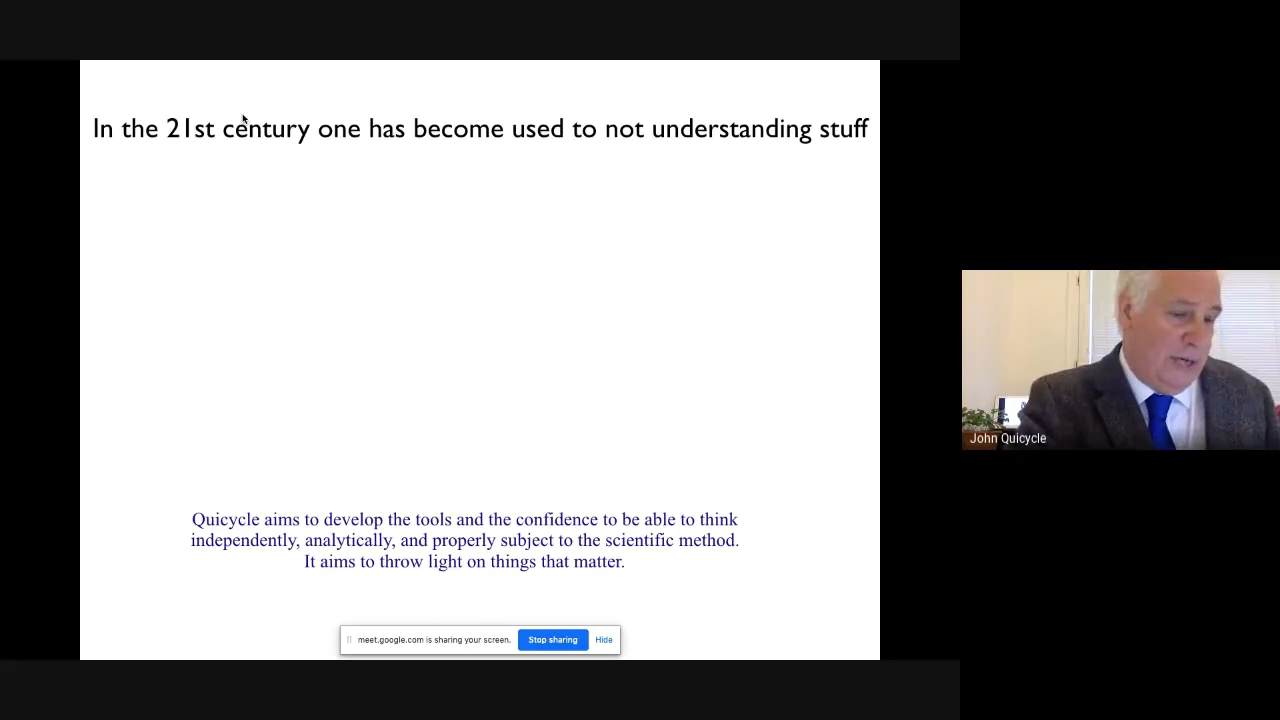 In the 21st century one has become used to not understanding stuff
Quicycle aims to develop the tools and the confidence to be able to think
independently, analytically, and properly subject to the scientific method.
It aims to throw light on things that matter.
meet.google.com is sharing your screen.
Stop sharing
Hide
John Quicycle